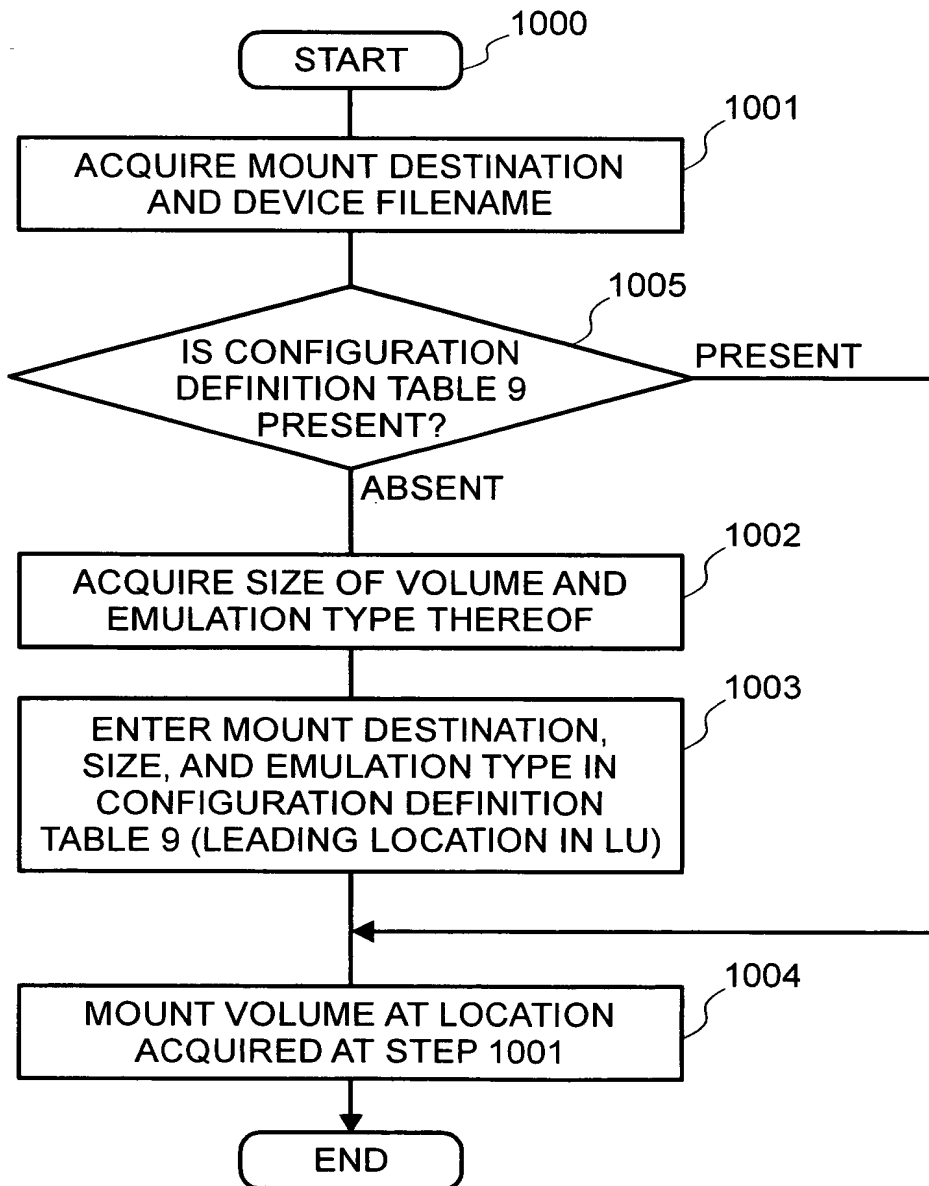 1000
START
1001
ACQUIRE MOUNT DESTINATION
AND DEVICE FILENAME
1005
IS CONFIGURATION
DEFINITION TABLE 9
PRESENT?
PRESENT
ABSENT
1002
ACQUIRE SIZE OF VOLUME AND
EMULATION TYPE THEREOF
1003
ENTER MOUNT DESTINATION,
SIZE, AND EMULATION TYPE IN
CONFIGURATION DEFINITION
TABLE 9 (LEADING LOCATION IN LU)
1004
MOUNT VOLUME AT LOCATION
ACQUIRED AT STEP 1001
END